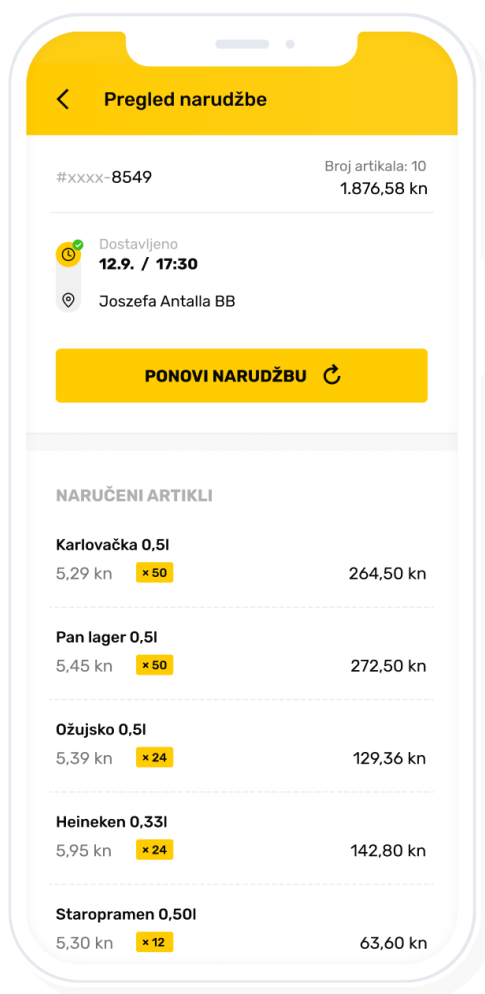 Pregled narudžbe
#xxxx-8549
Broj artikala: 10
1.876,58 kn
Dostavljeno
12.9. / 17:30
Joszefa Antalla BB
PONOVI NARUDŽBU
NARUČENI ARTIKLI
Karlovačka 0,5l
5,29 kn × 50 264,50 kn
Pan lager 0,5l
5,45 kn × 50 272,50 kn
Ožujsko 0,5l
5,39 kn × 24 129,36 kn
Heineken 0,33l
5,95 kn × 24 142,80 kn
Staropramen 0,50l
5,30 kn × 12 63,60 kn